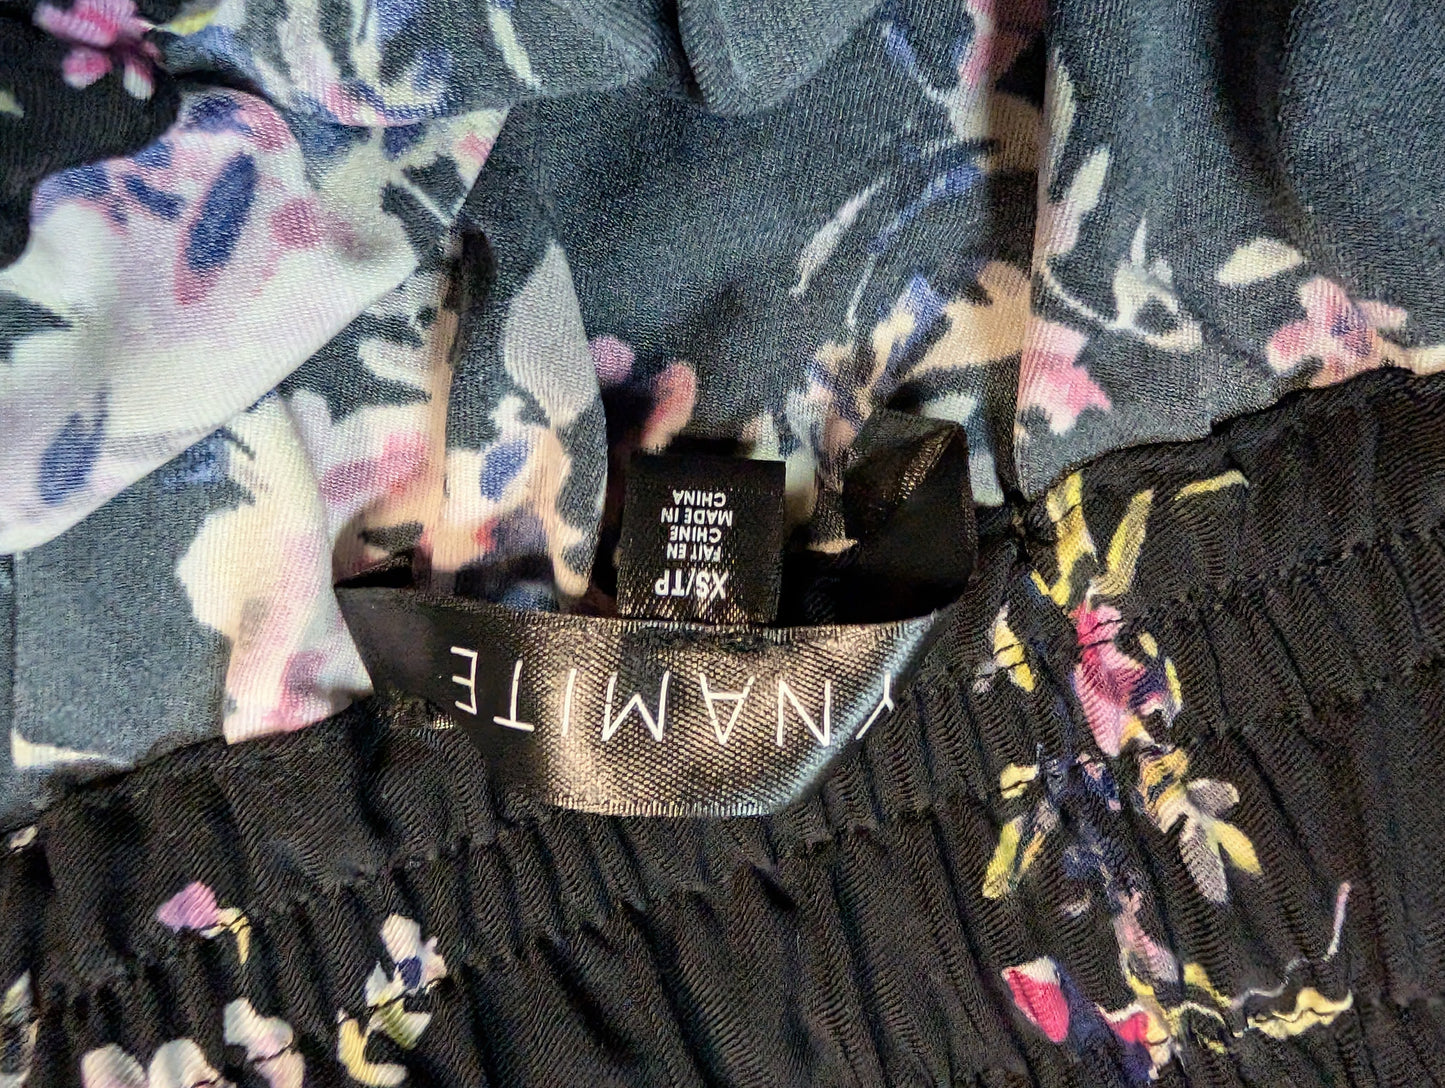 YNAMITE
XS/TP
FAIT EN
CHINE
MADE IN
CHINA